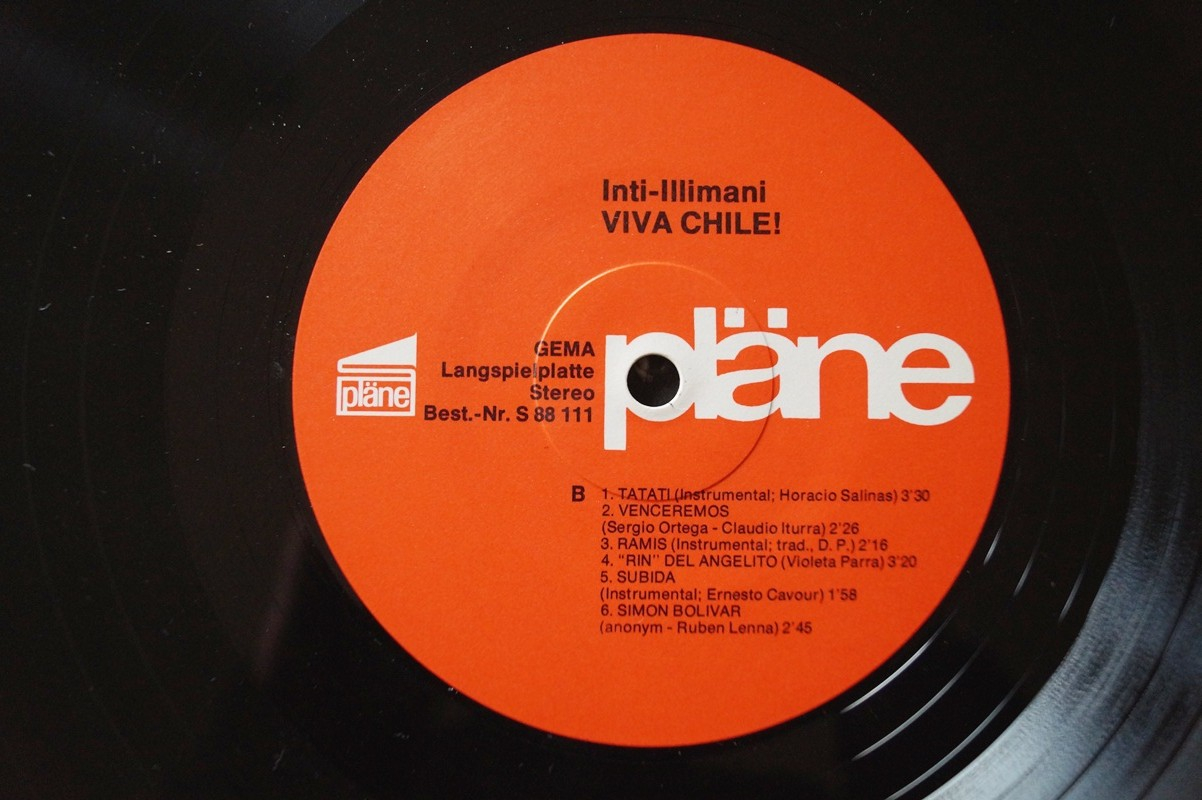 Inti-Illimani
VIVA CHILE!
GEMA
Langspielplatte
Stereo
Best.-Nr. S 88 111
pläne
pläne
B 1. TATATI (Instrumental; Horacio Salinas) 3'30
2. VENCEREMOS
(Sergio Ortega - Claudio Iturra) 2'26
3. RAMIS (Instrumental; trad., D. P.) 2'16
4. "RIN" DEL ANGELITO (Violeta Parra) 3'20
5. SUBIDA
(Instrumental; Ernesto Cavour) 1'58
6. SIMON BOLIVAR
(anonym - Ruben Lenna) 2'45